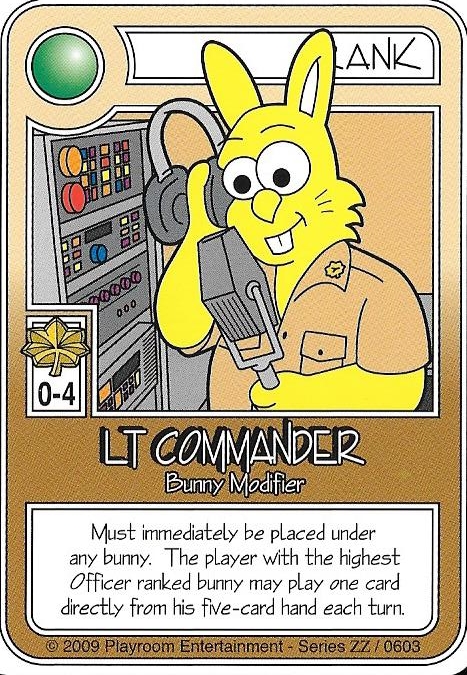 RANK
0-4
LT COMMANDER
Bunny Modifier
Must immediately be placed under
any bunny. The player with the highest
Officer ranked bunny may play one card
directly from his five-card hand each turn.
© 2009 Playroom Entertainment - Series ZZ / 0603